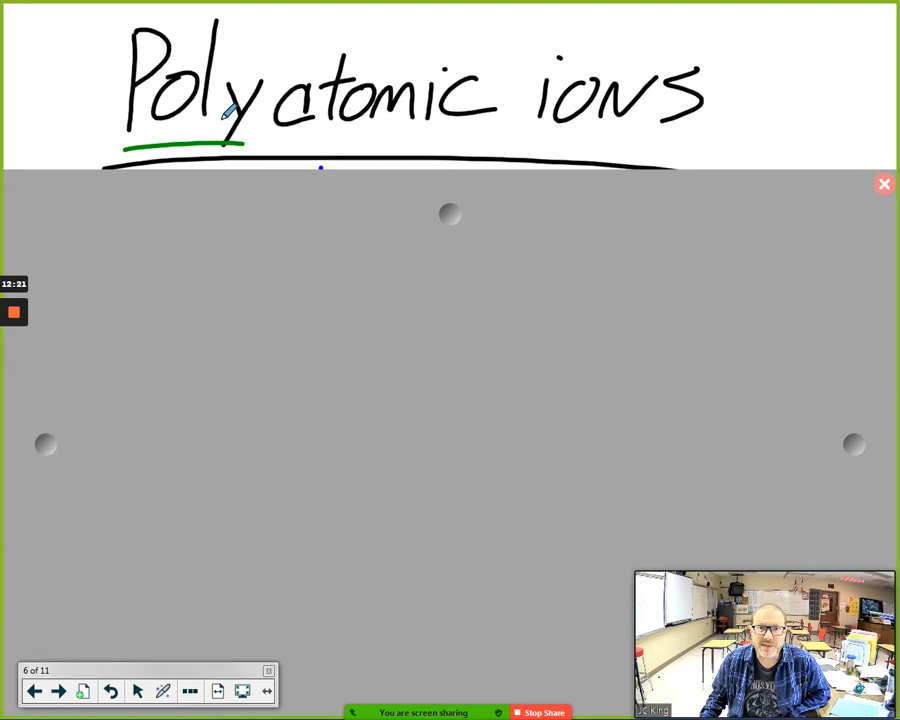 Polyatomic ions
12:21
6 of 11
You are screen sharing
Stop Share
JC King